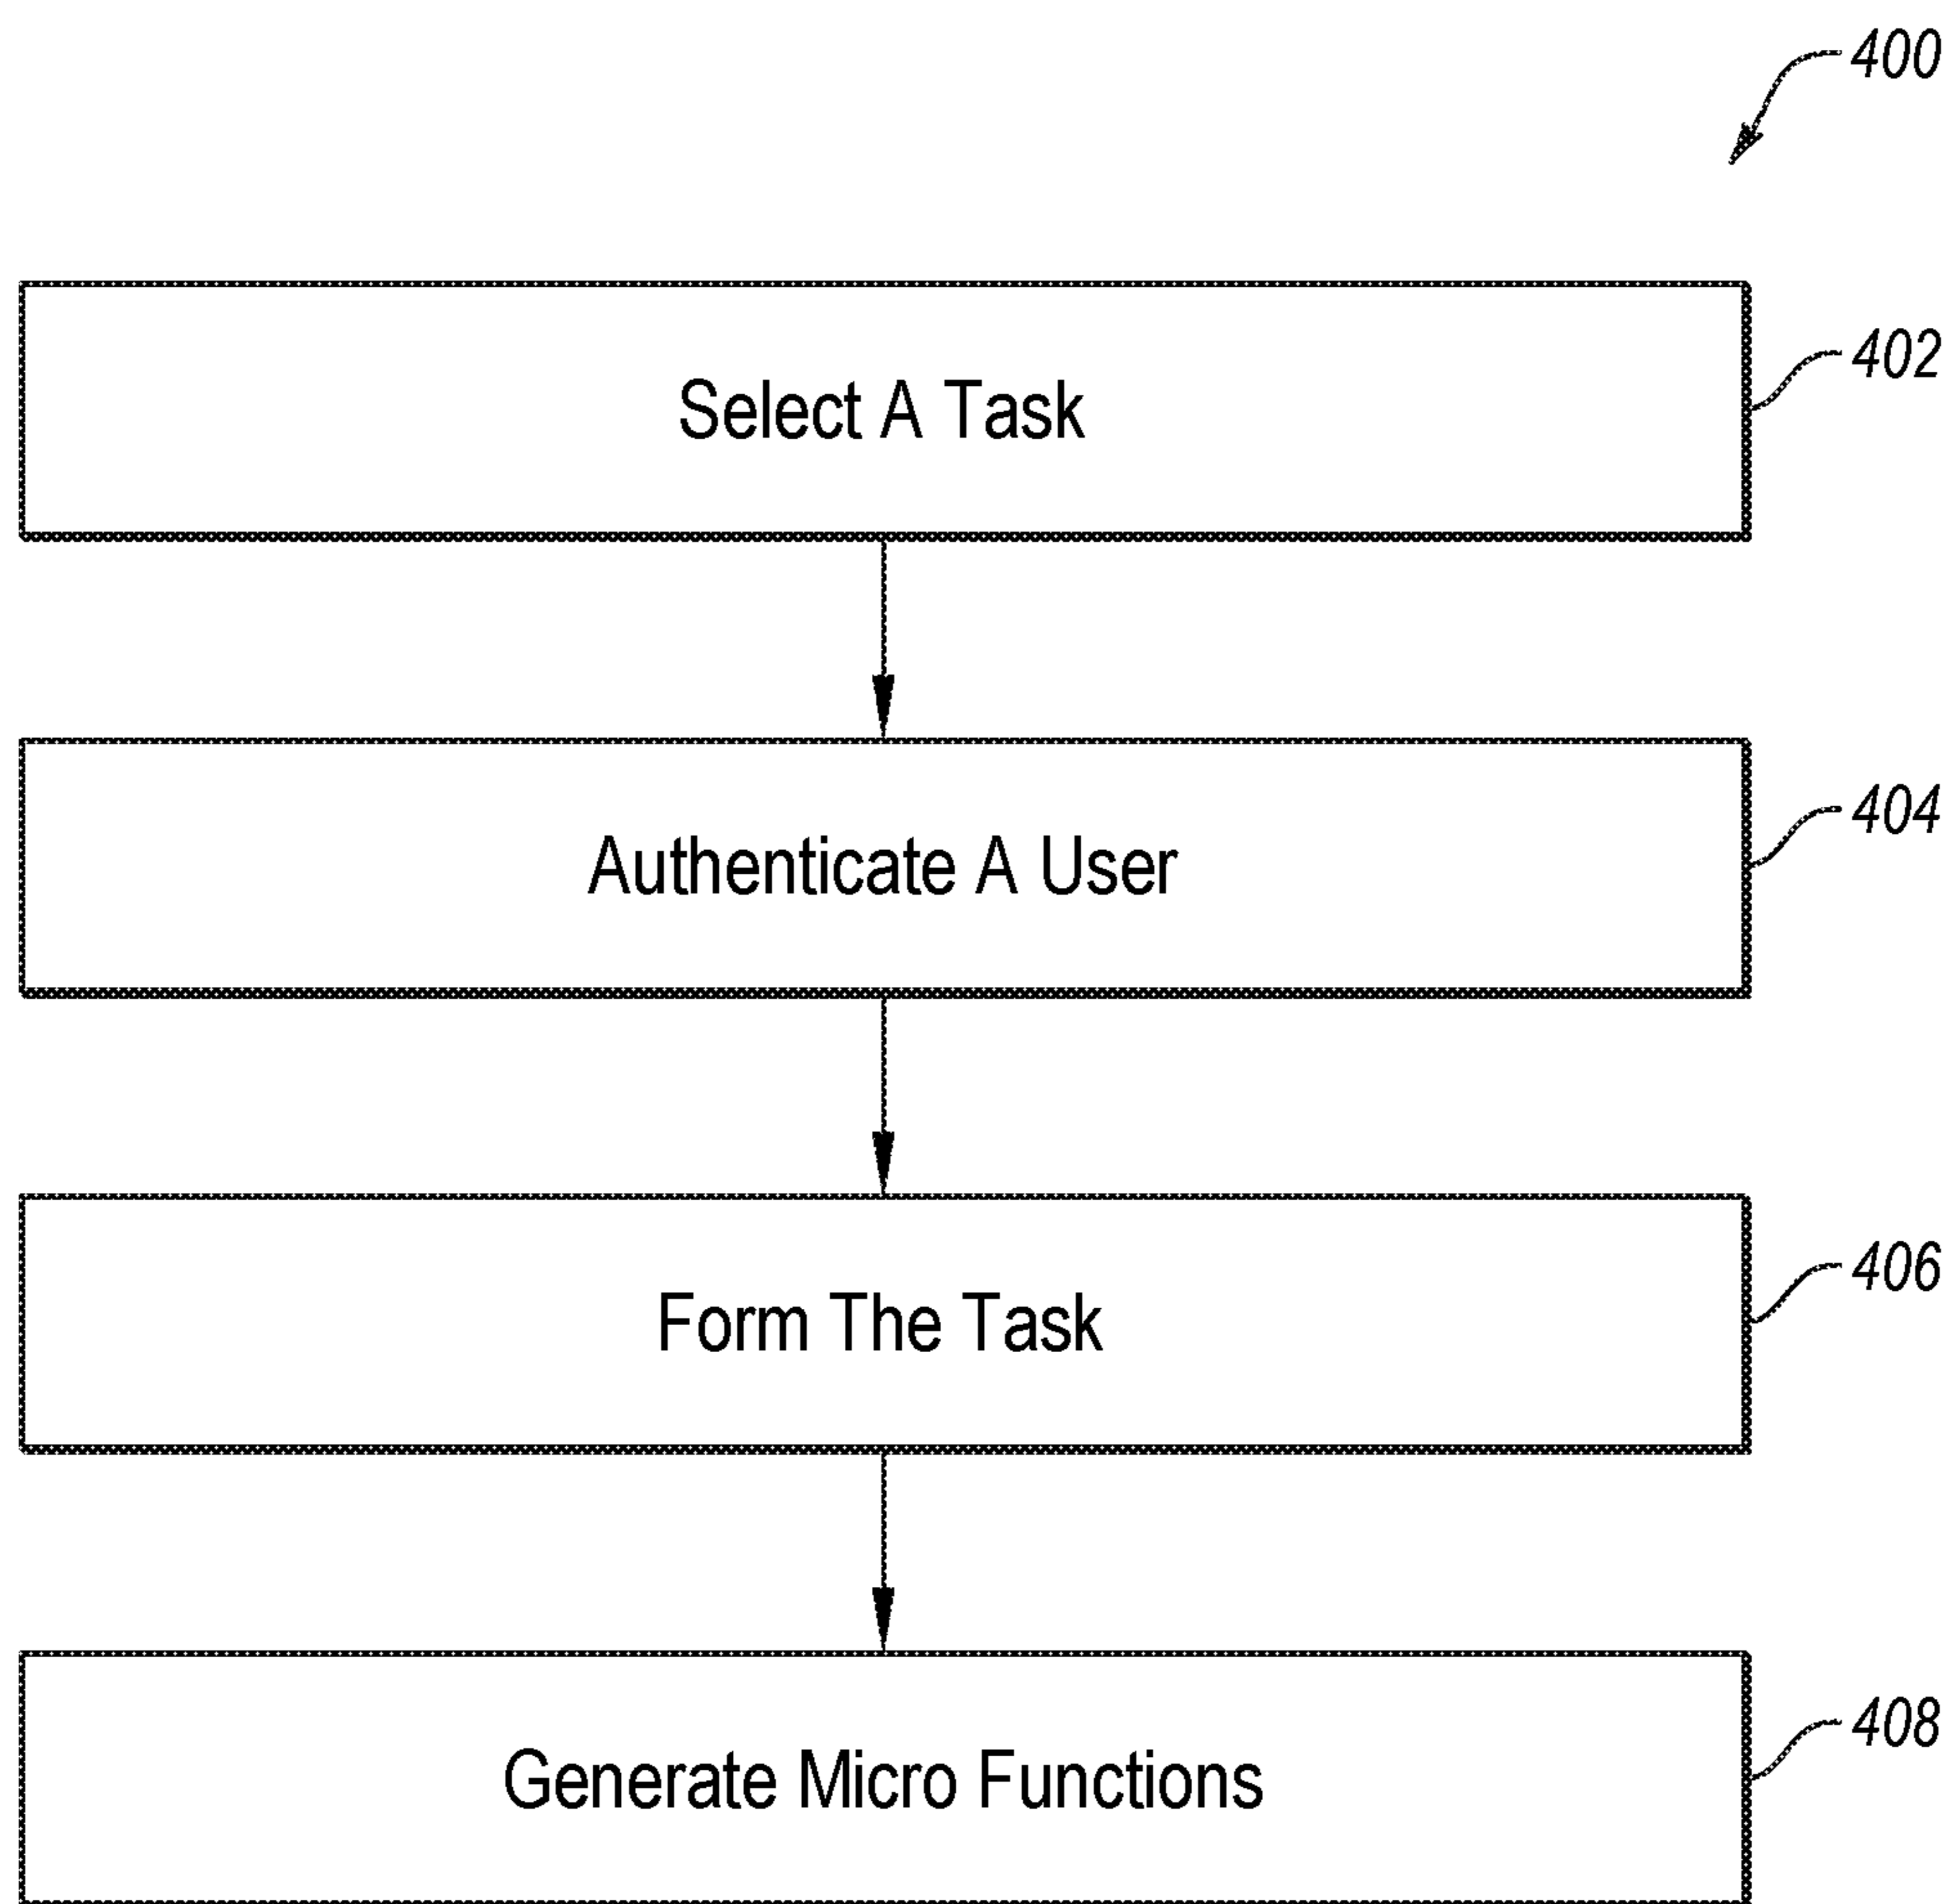 400
Select A Task
402
Authenticate A User
404
Form The Task
406
Generate Micro Functions
408